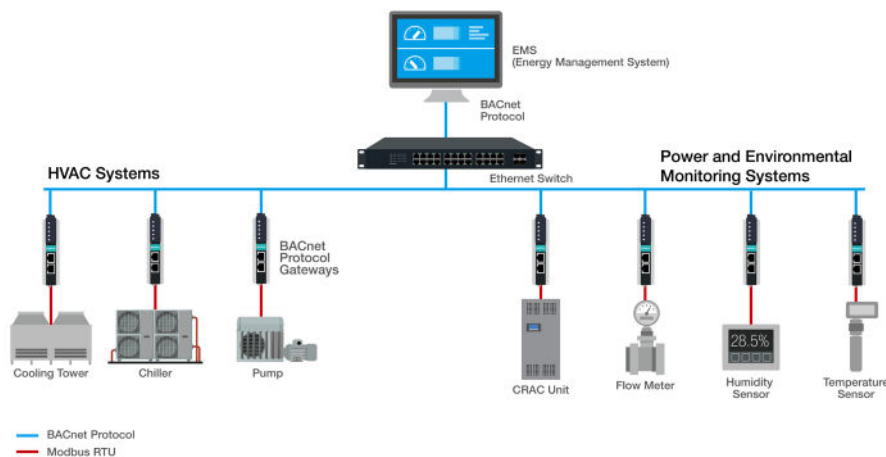 EMS
(Energy Management System)
BACnet
Protocol
HVAC Systems
Ethernet Switch
Power and Environmental
Monitoring Systems
BACnet
Protocol
Gateways
Cooling Tower
Chiller
Pump
CRAC Unit
Flow Meter
28.5%
Humidity
Sensor
Temperature
Sensor
BACnet Protocol
Modbus RTU